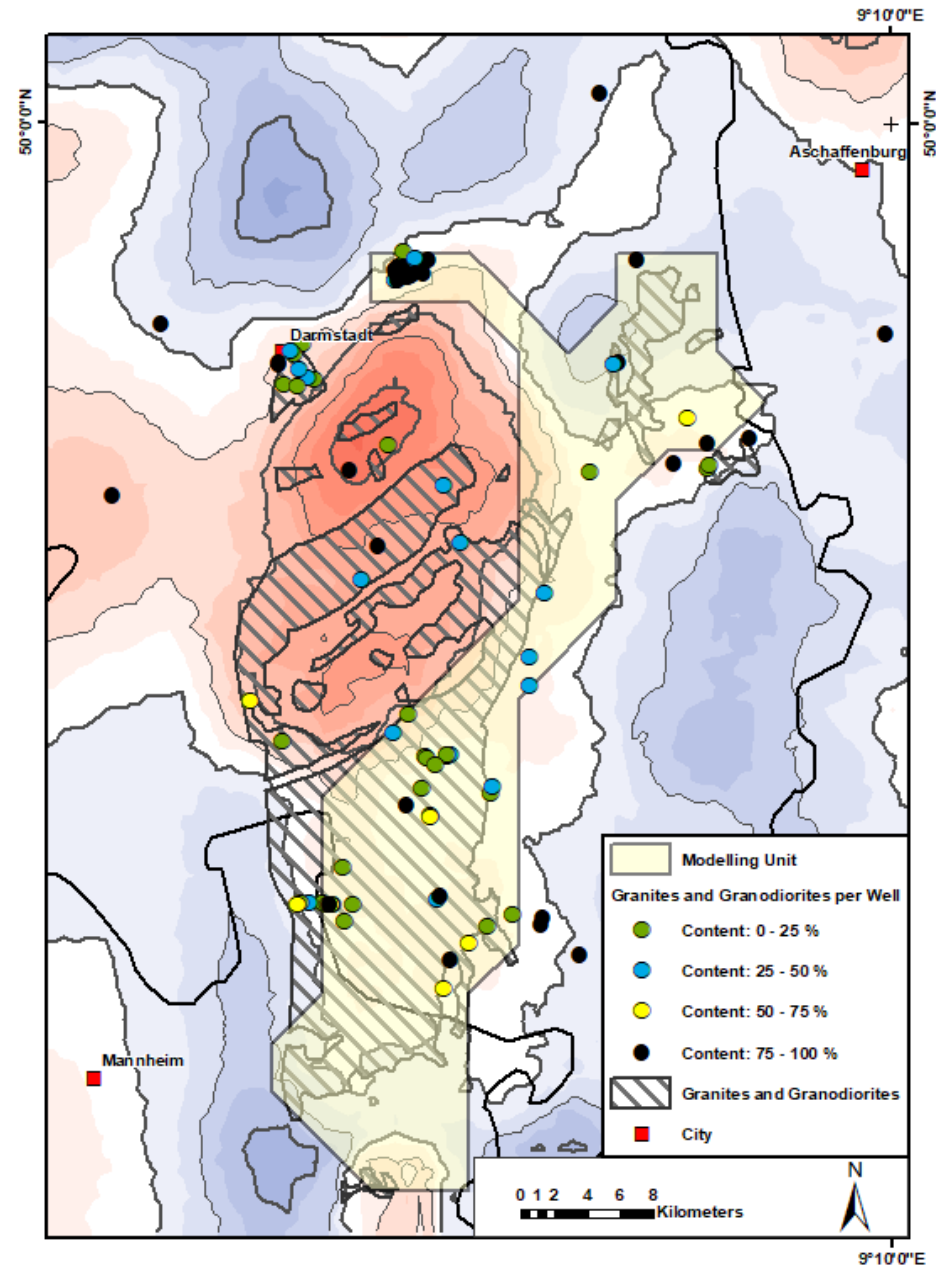 9°10'0"E
50°0'0"N
50°0'0"N
Aschaffenburg
Darmstadt
Modelling Unit
Granites and Granodiorites per Well
Content: 0 - 25 %
Content: 25 - 50 %
Content: 50 - 75 %
Content: 75 - 100 %
Mannheim
Granites and Granodiorites
City
N
0 1 2 4 6 8
Kilometers
9°10'0"E